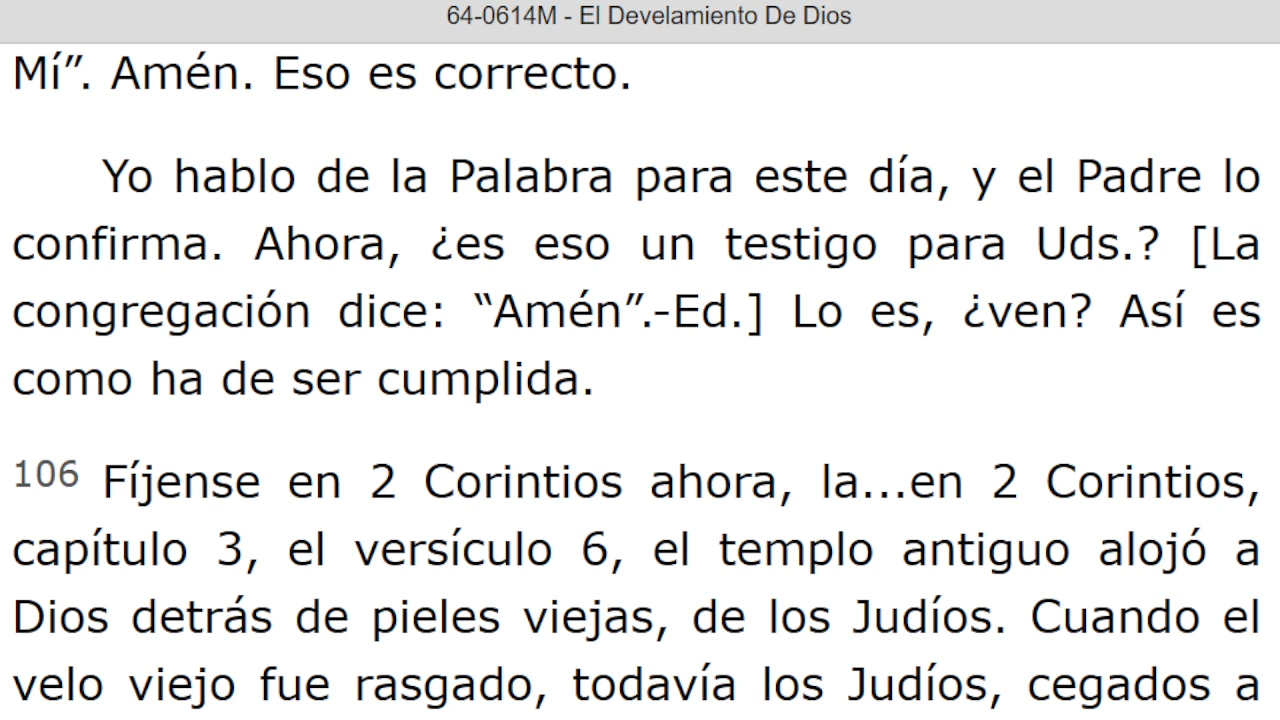 64-0614M - El Develamiento De Dios
Mí”. Amén. Eso es correcto.
Yo hablo de la Palabra para este día, y el Padre lo
confirma. Ahora, ¿es eso un testigo para Uds.? [La
congregación dice: “Amén”.-Ed.] Lo es, ¿ven? Así es
como ha de ser cumplida.
106 Fíjense en 2 Corintios ahora, la...en 2 Corintios,
capítulo 3, el versículo 6, el templo antiguo alojó a
Dios detrás de pieles viejas, de los Judíos. Cuando el
velo viejo fue rasgado, todavía los Judíos, cegados a